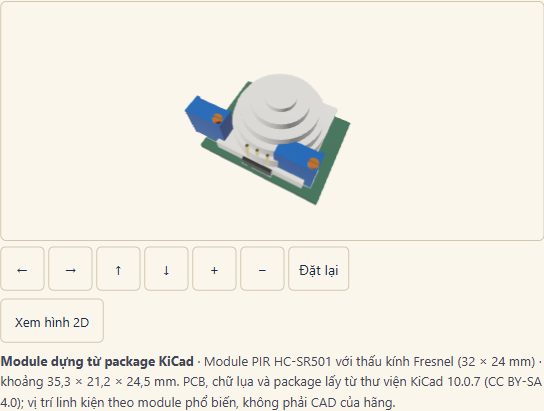 ← → ↑ ↓ + − Đặt lại
Xem hình 2D
Module dựng từ package KiCad · Module PIR HC-SR501 với thấu kính Fresnel (32 × 24 mm) ·
khoảng 35,3 × 21,2 × 24,5 mm. PCB, chữ lụa và package lấy từ thư viện KiCad 10.0.7 (CC BY-SA
4.0); vị trí linh kiện theo module phổ biến, không phải CAD của hãng.